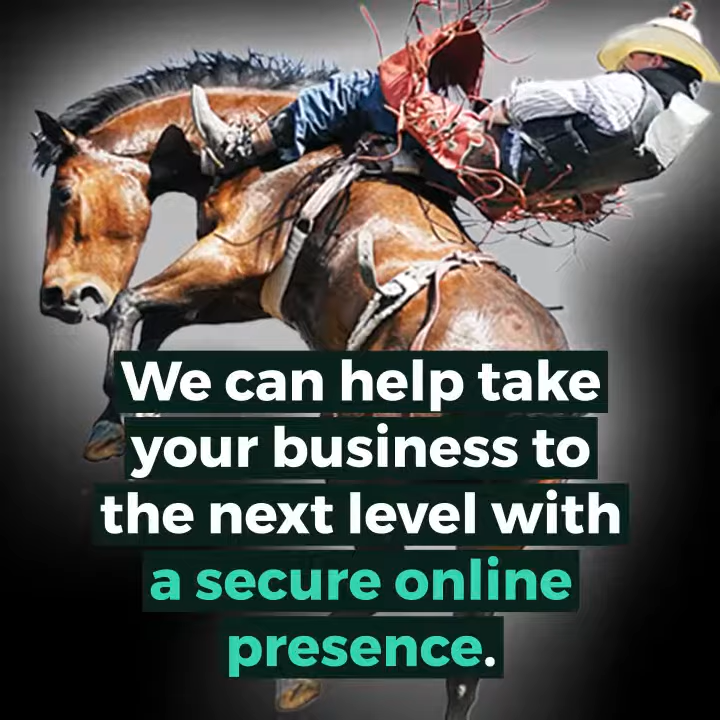 We can help take
your business to
the next level with
a secure online
presence.